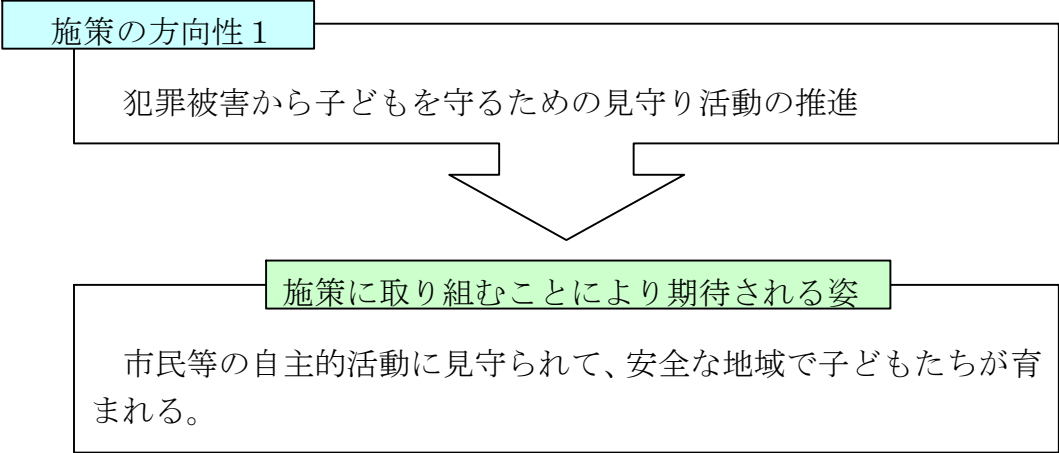 施策の方向性１
犯罪被害から子どもを守るための見守り活動の推進
施策に取り組むことにより期待される姿
市民等の自主的活動に見守られて、安全な地域で子どもたちが育
まれる。